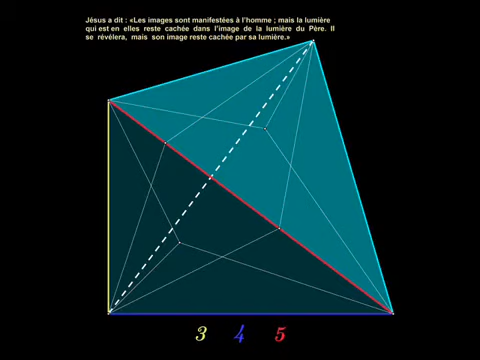 Jésus a dit : «Les images sont manifestées à l'homme ; mais la lumière
qui est en elles reste cachée dans l'image de la lumière du Père. Il
se révélera, mais son image reste cachée par sa lumière.»
3 4 5